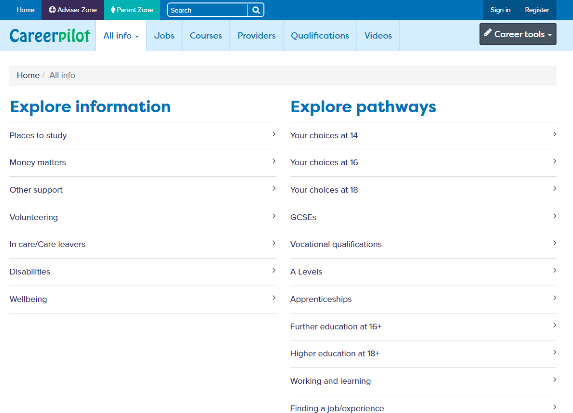 Home Adviser Zone Parent Zone Search Sign in Register
Careerpilot All info Jobs Courses Providers Qualifications Videos Career tools
Home / All info
Explore information
Places to study
Money matters
Other support
Volunteering
In care/Care leavers
Disabilities
Wellbeing
Explore pathways
Your choices at 14
Your choices at 16
Your choices at 18
GCSEs
Vocational qualifications
A Levels
Apprenticeships
Further education at 16+
Higher education at 18+
Working and learning
Finding a job/experience